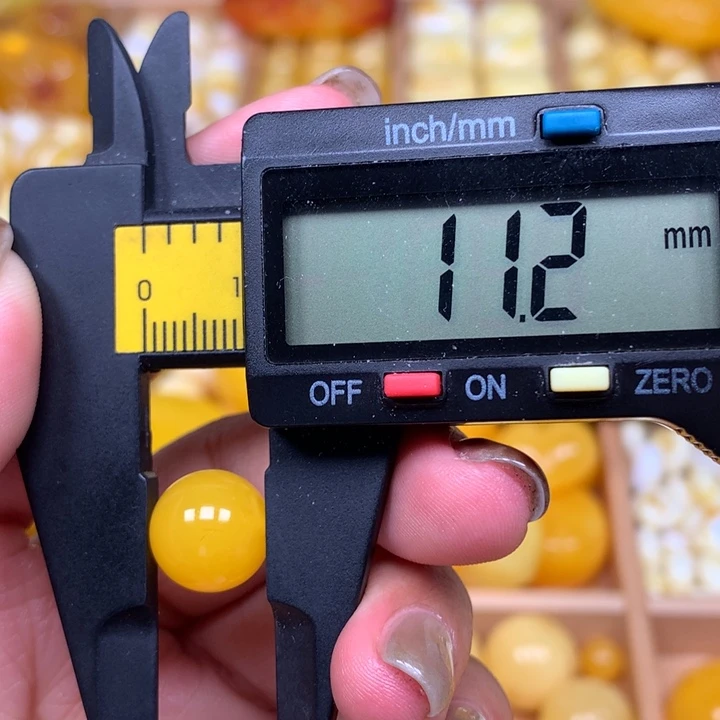 inch/mm
11.2 mm
0 1
OFF ON ZERO